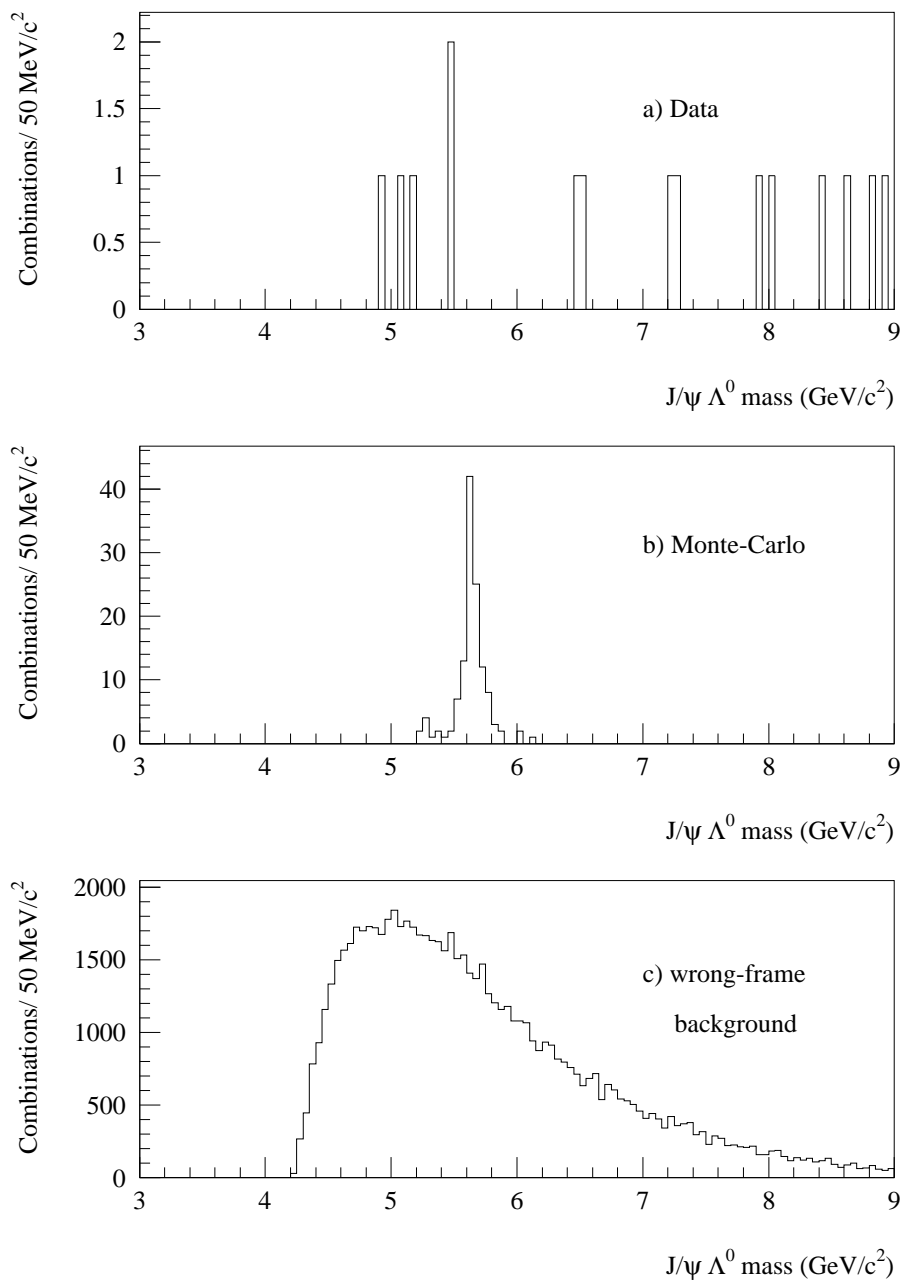 Combinations/ 50 MeV/c²
2
1.5
1
0.5
0
a) Data
3 4 5 6 7 8 9
J/ψ Λ⁰ mass (GeV/c²)
Combinations/ 50 MeV/c²
40
30
20
10
0
b) Monte-Carlo
3 4 5 6 7 8 9
J/ψ Λ⁰ mass (GeV/c²)
Combinations/ 50 MeV/c²
2000
1500
1000
500
0
c) wrong-frame
background
3 4 5 6 7 8 9
J/ψ Λ⁰ mass (GeV/c²)